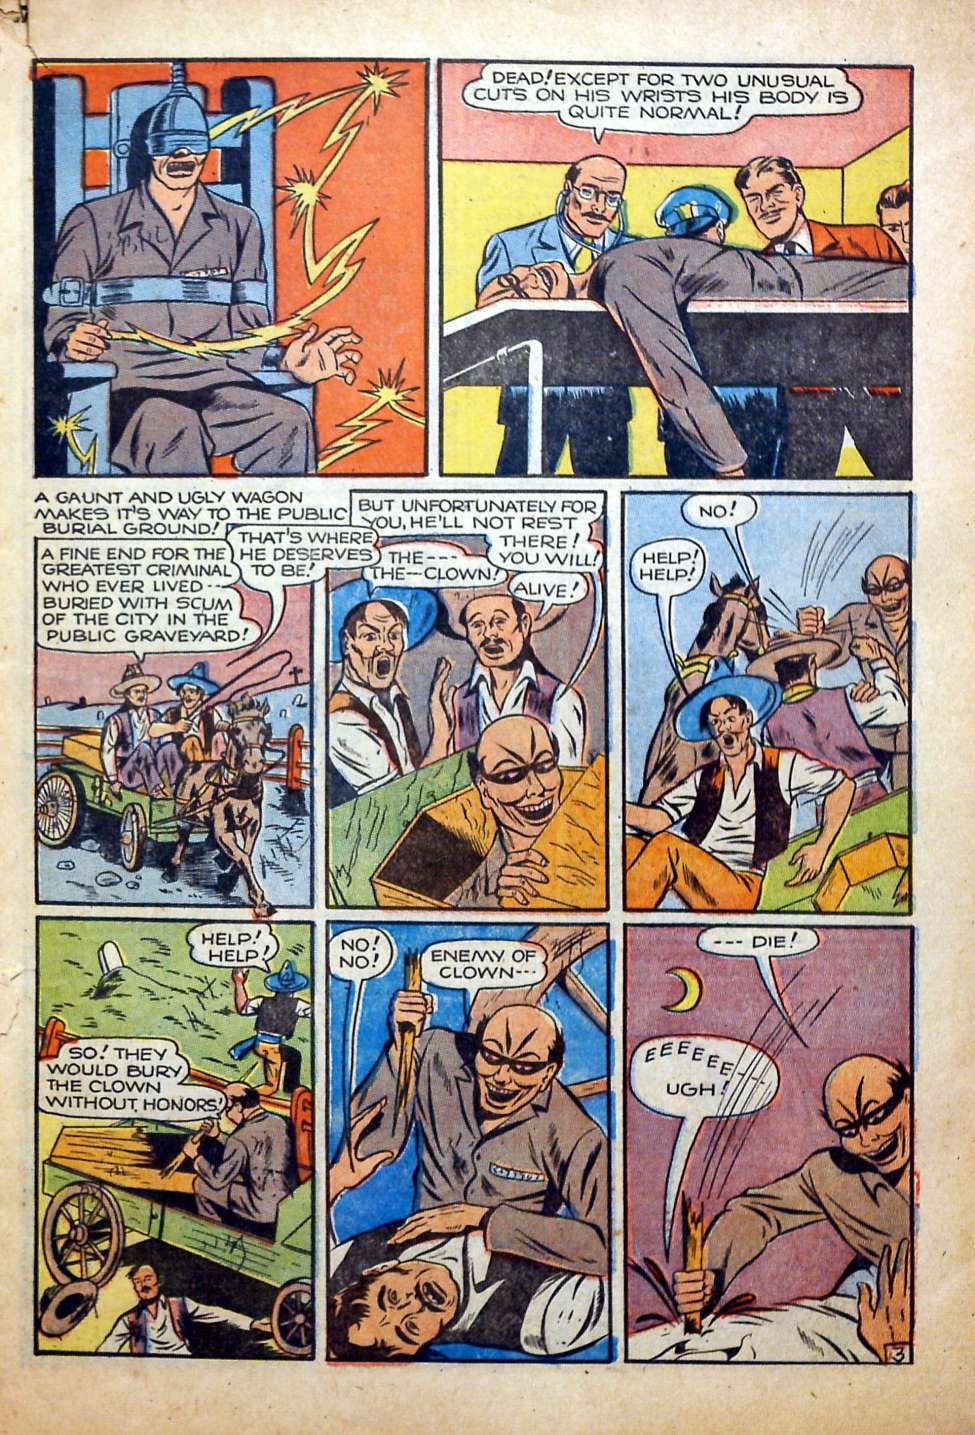 DEAD! EXCEPT FOR TWO UNUSUAL
CUTS ON HIS WRISTS HIS BODY IS
QUITE NORMAL!
A GAUNT AND UGLY WAGON
MAKES IT'S WAY TO THE PUBLIC
BURIAL GROUND!
A FINE END FOR THE
GREATEST CRIMINAL
WHO EVER LIVED--
BURIED WITH SCUM
OF THE CITY IN THE
PUBLIC GRAVEYARD!
THAT'S WHERE
HE DESERVES
TO BE!
THE---
THE--CLOWN!
BUT UNFORTUNATELY FOR
YOU, HE'LL NOT REST
THERE!
YOU WILL!
ALIVE!
NO!
HELP!
HELP!
HELP!
HELP!
SO! THEY
WOULD BURY
THE CLOWN
WITHOUT HONORS!
NO!
NO!
ENEMY OF
CLOWN---
--- DIE!
EEEEEE---
UGH!
3